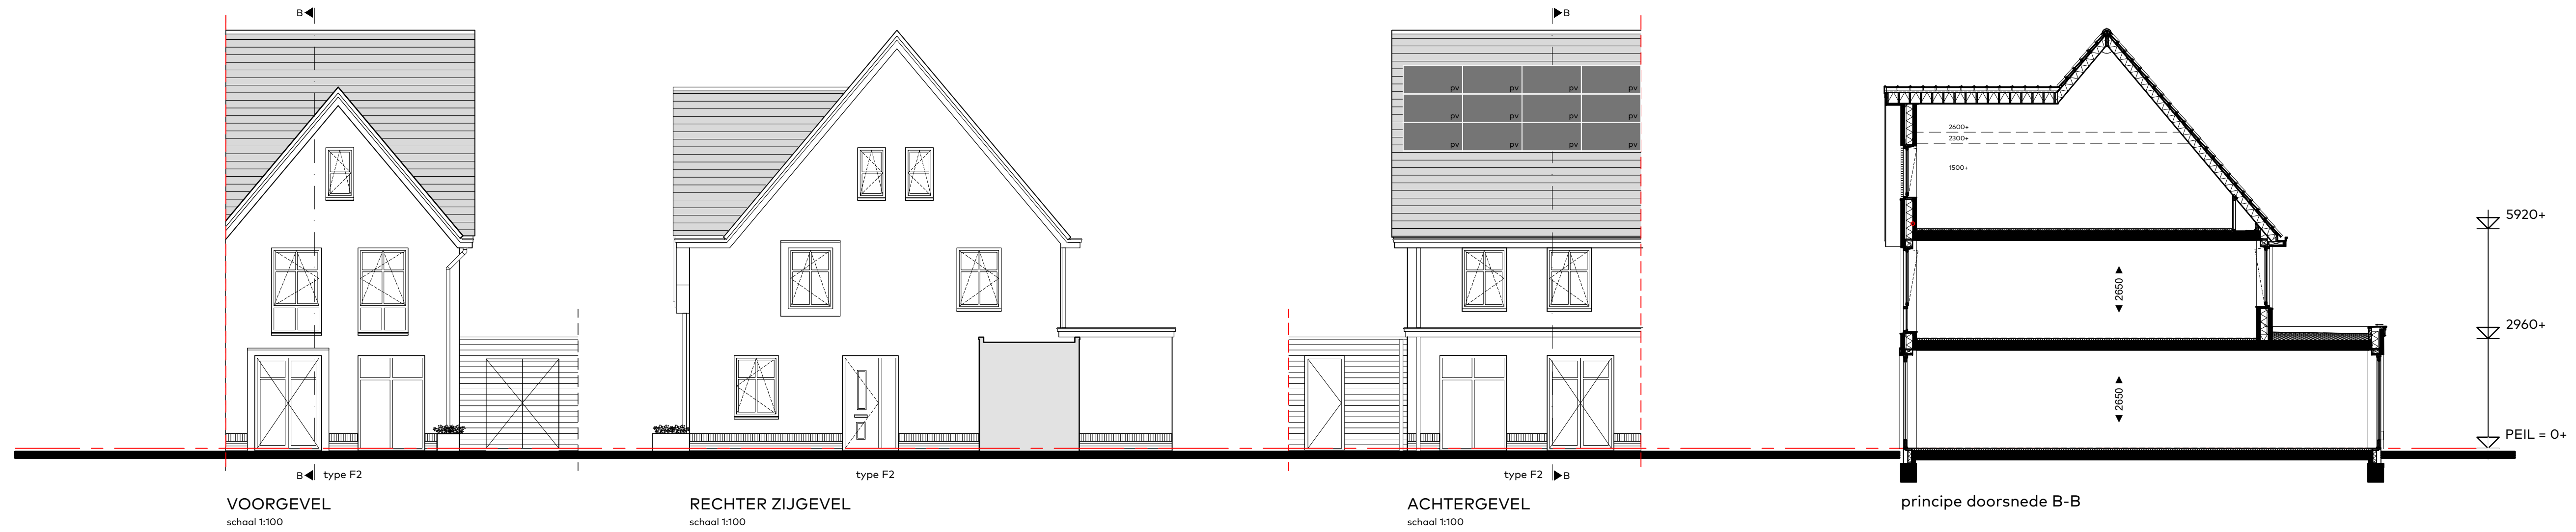 B
B
type F2
VOORGEVEL
schaal 1:100
type F2
RECHTER ZIJGEVEL
schaal 1:100
B
pv pv pv pv
pv pv pv pv
pv pv pv pv
type F2
B
ACHTERGEVEL
schaal 1:100
2600+
2300+
1500+
2650
2650
principe doorsnede B-B
5920+
2960+
PEIL = 0+